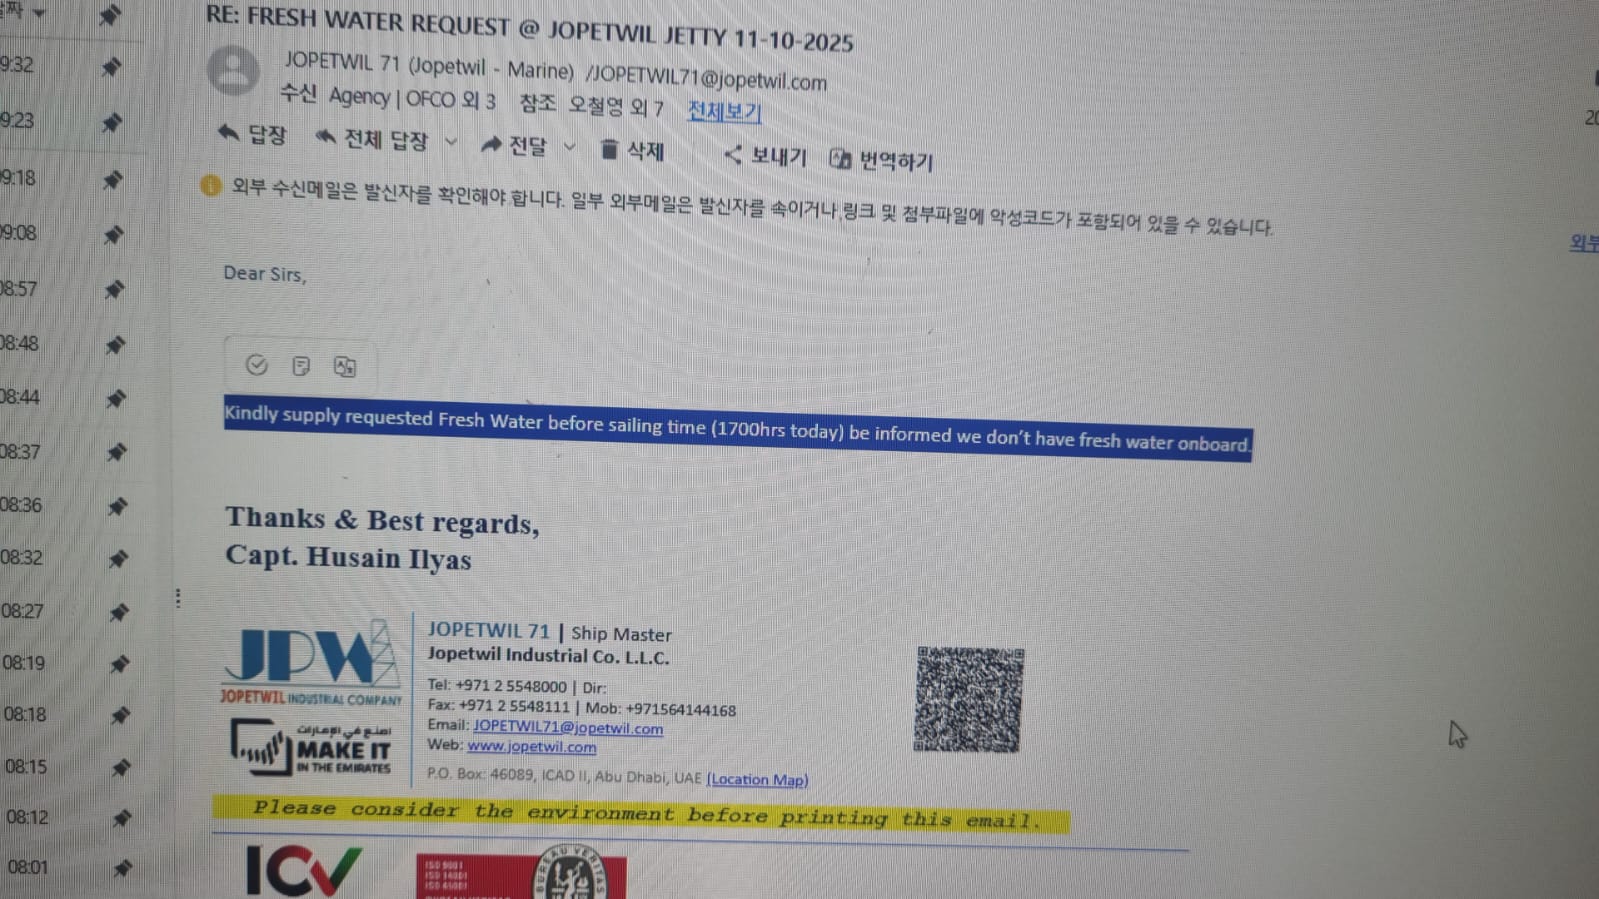 RE: FRESH WATER REQUEST @ JOPETWIL JETTY 11-10-2025
JOPETWIL 71 (Jopetwil - Marine) /JOPETWIL71@jopetwil.com
수신 Agency | OFCO 외 3 참조 오철영 외 7 전체보기
답장 전체 답장 전달 삭제 보내기 번역하기
외부 수신메일은 발신자를 확인해야 합니다. 일부 외부메일은 발신자를 속이거나 링크 및 첨부파일에 악성코드가 포함되어 있을 수 있습니다.
외부
Dear Sirs,
Kindly supply requested Fresh Water before sailing time (1700hrs today) be informed we don't have fresh water onboard.
Thanks & Best regards,
Capt. Husain Ilyas
JPW
JOPETWIL INDUSTRIAL COMPANY
اصنع في الإمارات
MAKE IT
IN THE EMIRATES
JOPETWIL 71 | Ship Master
Jopetwil Industrial Co. L.L.C.
Tel: +971 2 5548000 | Dir:
Fax: +971 2 5548111 | Mob: +971564144168
Email: JOPETWIL71@jopetwil.com
Web: www.jopetwil.com
P.O. Box: 46089, ICAD II, Abu Dhabi, UAE (Location Map)
Please consider the environment before printing this email.
ICV
ISO 9001
ISO 14001
ISO 45001
BUREAU VERITAS
9:32
9:23
09:18
09:08
08:57
08:48
08:44
08:37
08:36
08:32
08:27
08:19
08:18
08:15
08:12
08:01